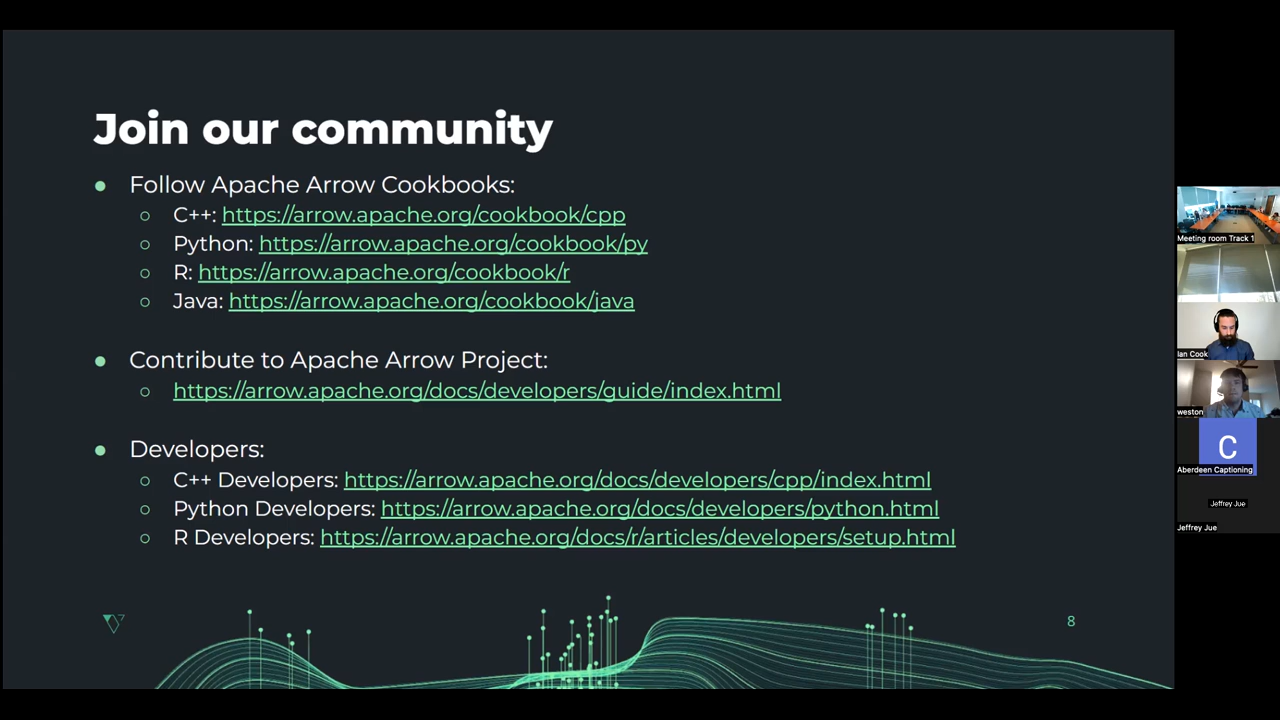 Join our community
Follow Apache Arrow Cookbooks:
C++: https://arrow.apache.org/cookbook/cpp
Python: https://arrow.apache.org/cookbook/py
R: https://arrow.apache.org/cookbook/r
Java: https://arrow.apache.org/cookbook/java
Contribute to Apache Arrow Project:
https://arrow.apache.org/docs/developers/guide/index.html
Developers:
C++ Developers: https://arrow.apache.org/docs/developers/cpp/index.html
Python Developers: https://arrow.apache.org/docs/developers/python.html
R Developers: https://arrow.apache.org/docs/r/articles/developers/setup.html
8
Meeting room Track 1
Ian Cook
weston
C
Aberdeen Captioning
Jeffrey Jue
Jeffrey Jue